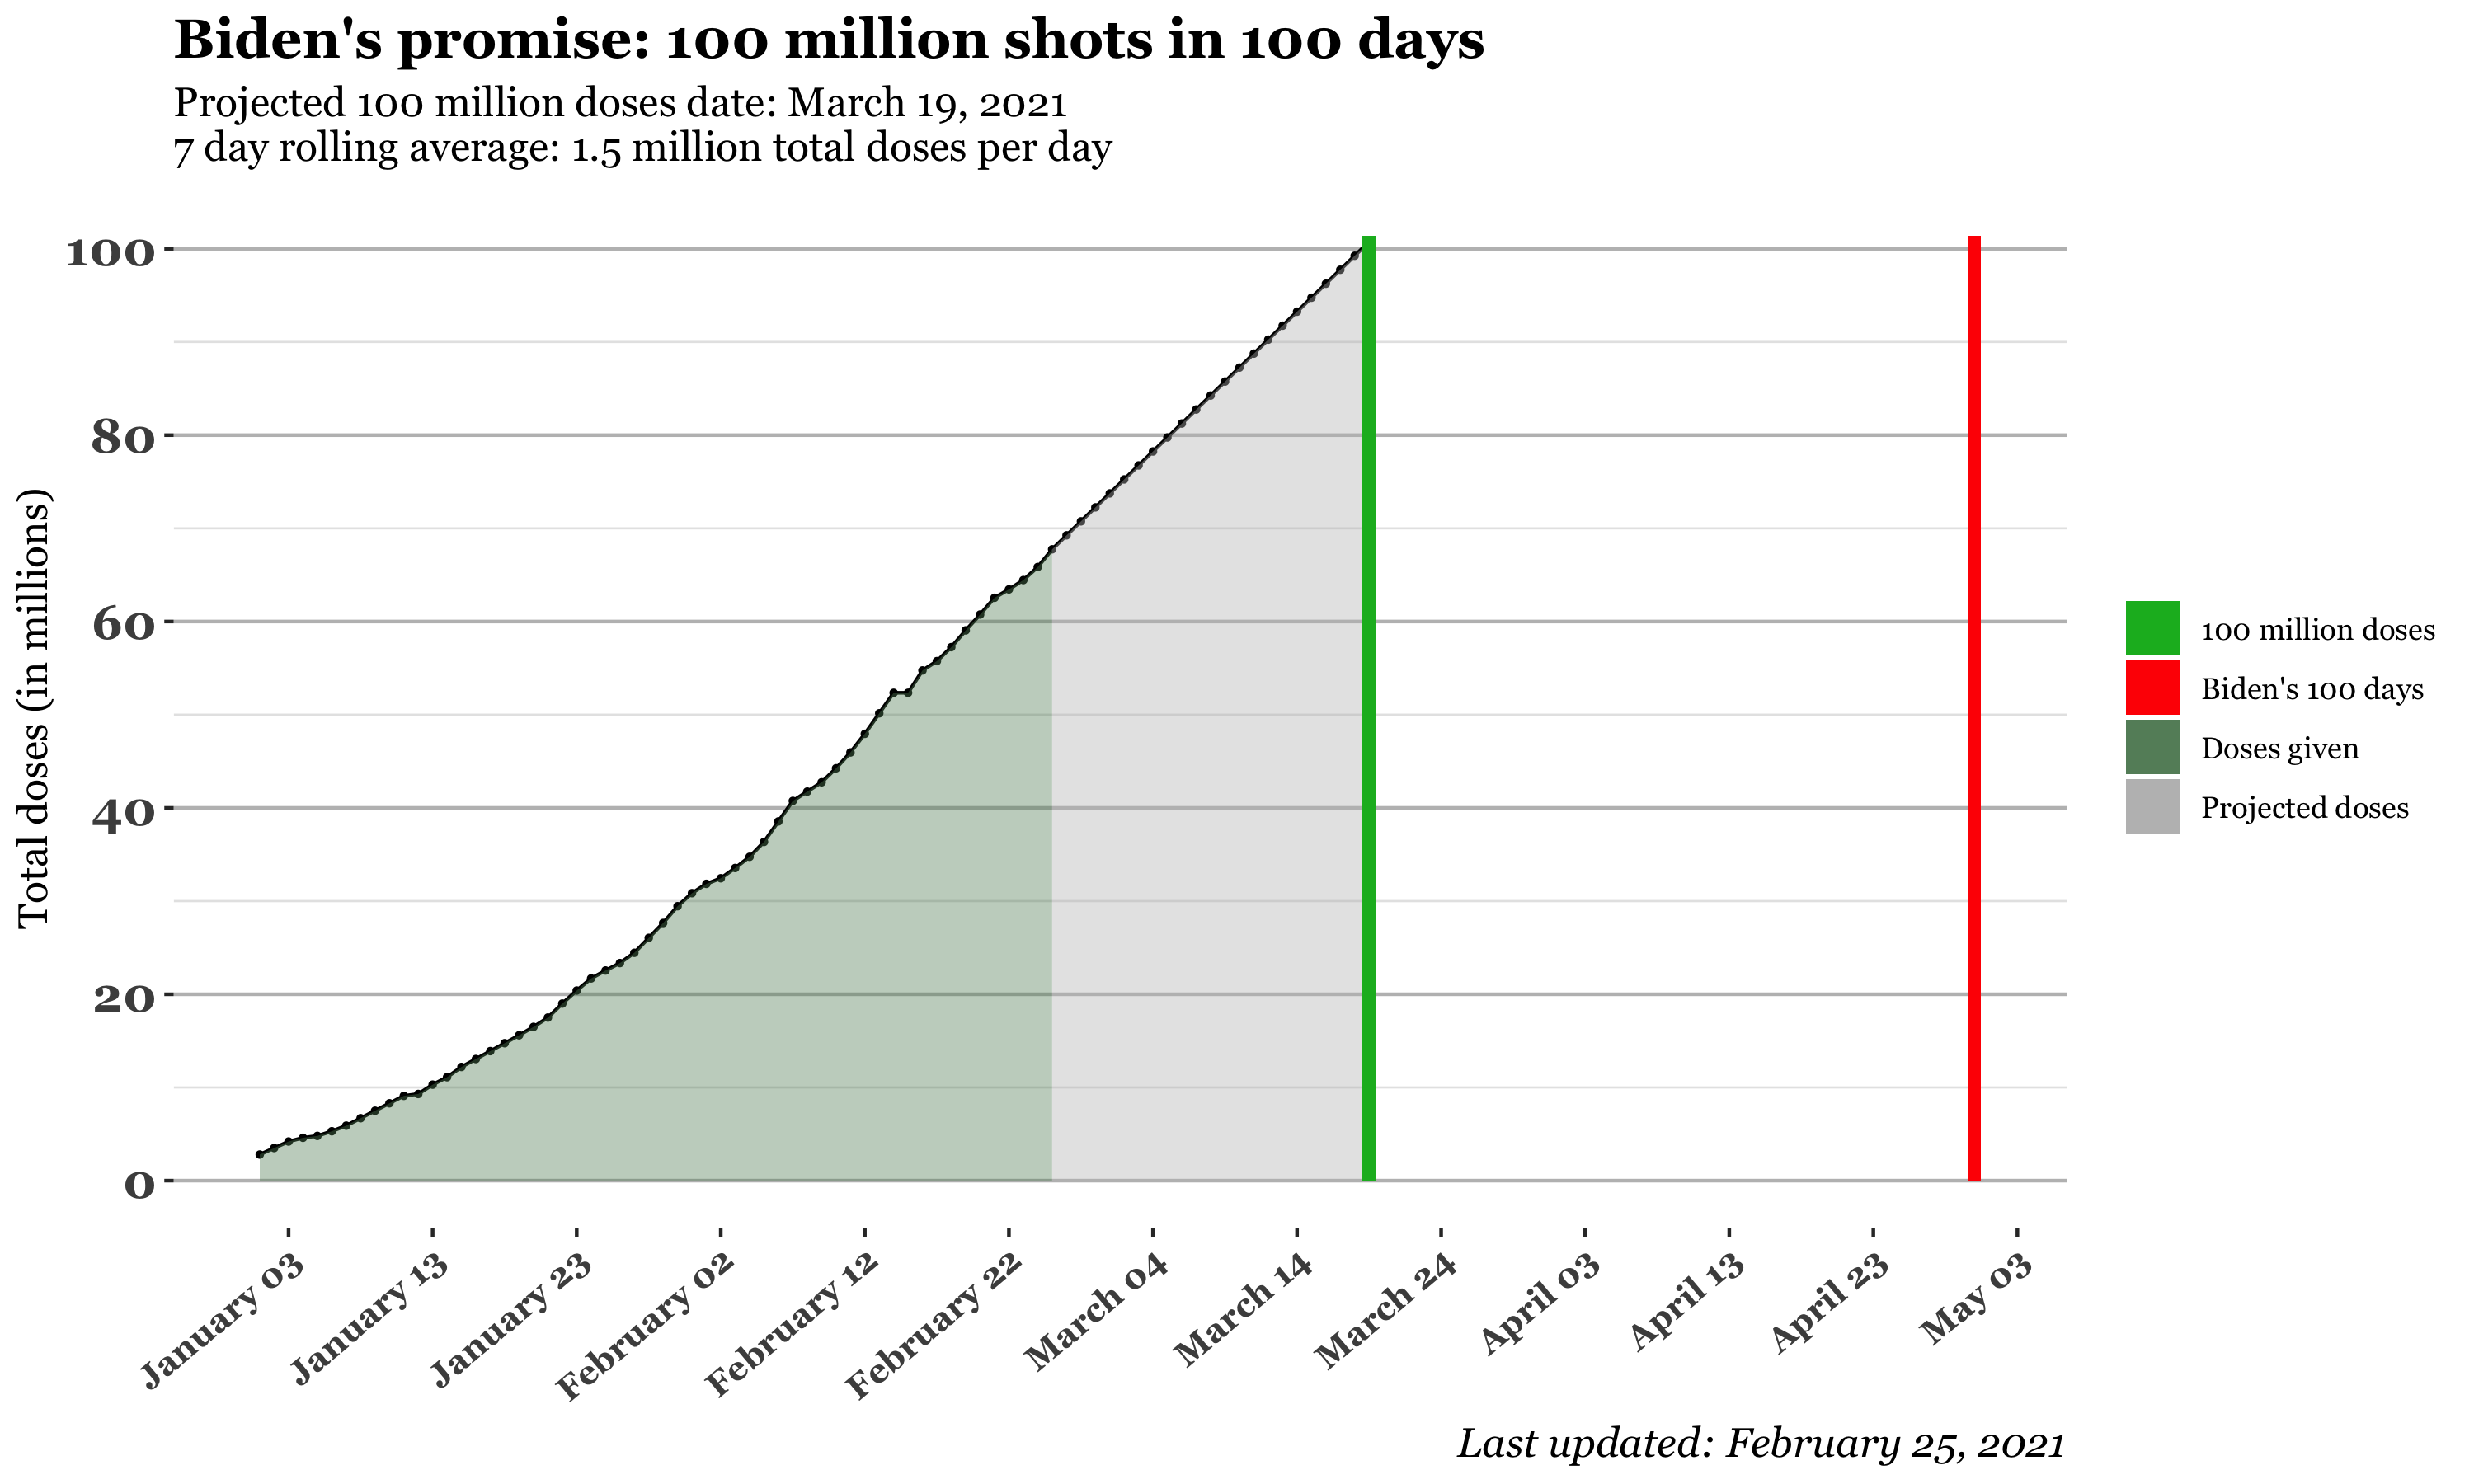 Biden's promise: 100 million shots in 100 days
Projected 100 million doses date: March 19, 2021
7 day rolling average: 1.5 million total doses per day
Total doses (in millions)
100
80
60
40
20
0
January 03
January 13
January 23
February 02
February 12
February 22
March 04
March 14
March 24
April 03
April 13
April 23
May 03
100 million doses
Biden's 100 days
Doses given
Projected doses
Last updated: February 25, 2021